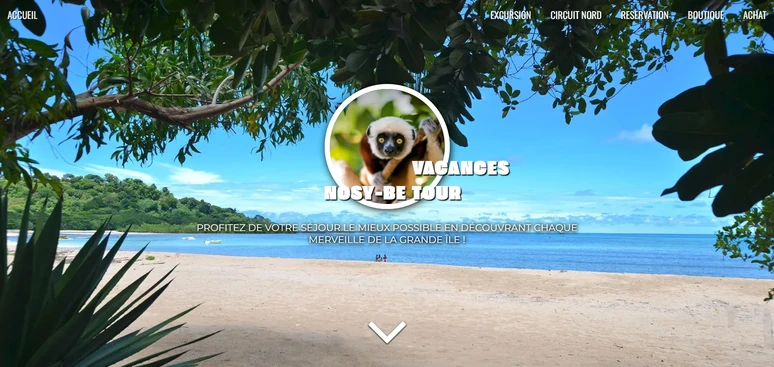 ACCUEIL
EXCURSION
CIRCUIT NORD
RESERVATION
BOUTIQUE
ACHAT
VACANCES
NOSY-BE TOUR
PROFITEZ DE VOTRE SÉJOUR LE MIEUX POSSIBLE EN DÉCOUVRANT CHAQUE
MERVEILLE DE LA GRANDE ÎLE !